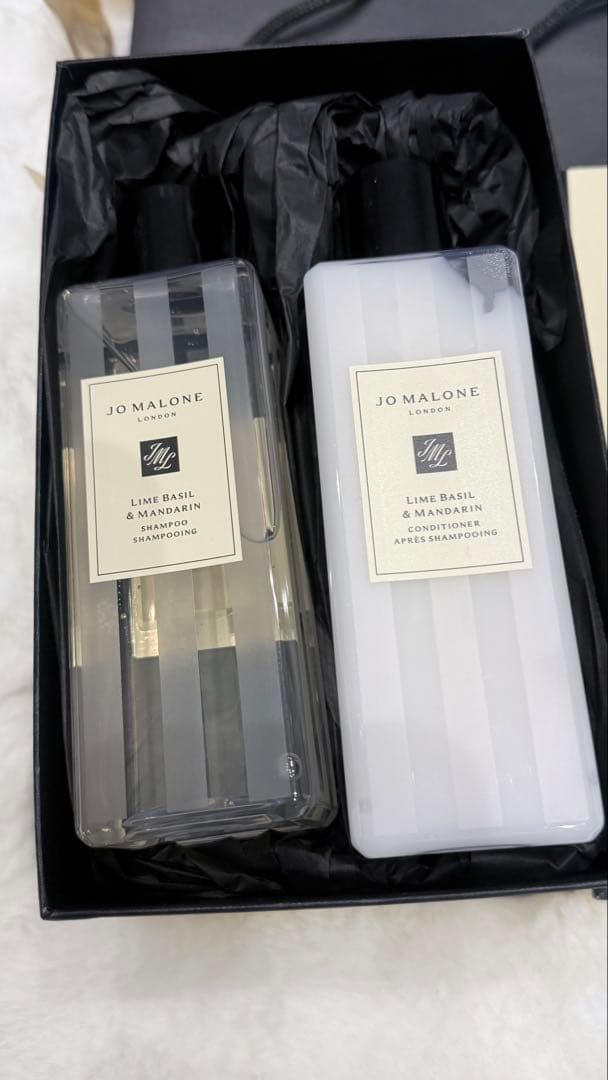 JO MALONE
LONDON
JML
LIME BASIL
& MANDARIN
SHAMPOO
SHAMPOOING
JO MALONE
LONDON
JML
LIME BASIL
& MANDARIN
CONDITIONER
APRÈS SHAMPOOING